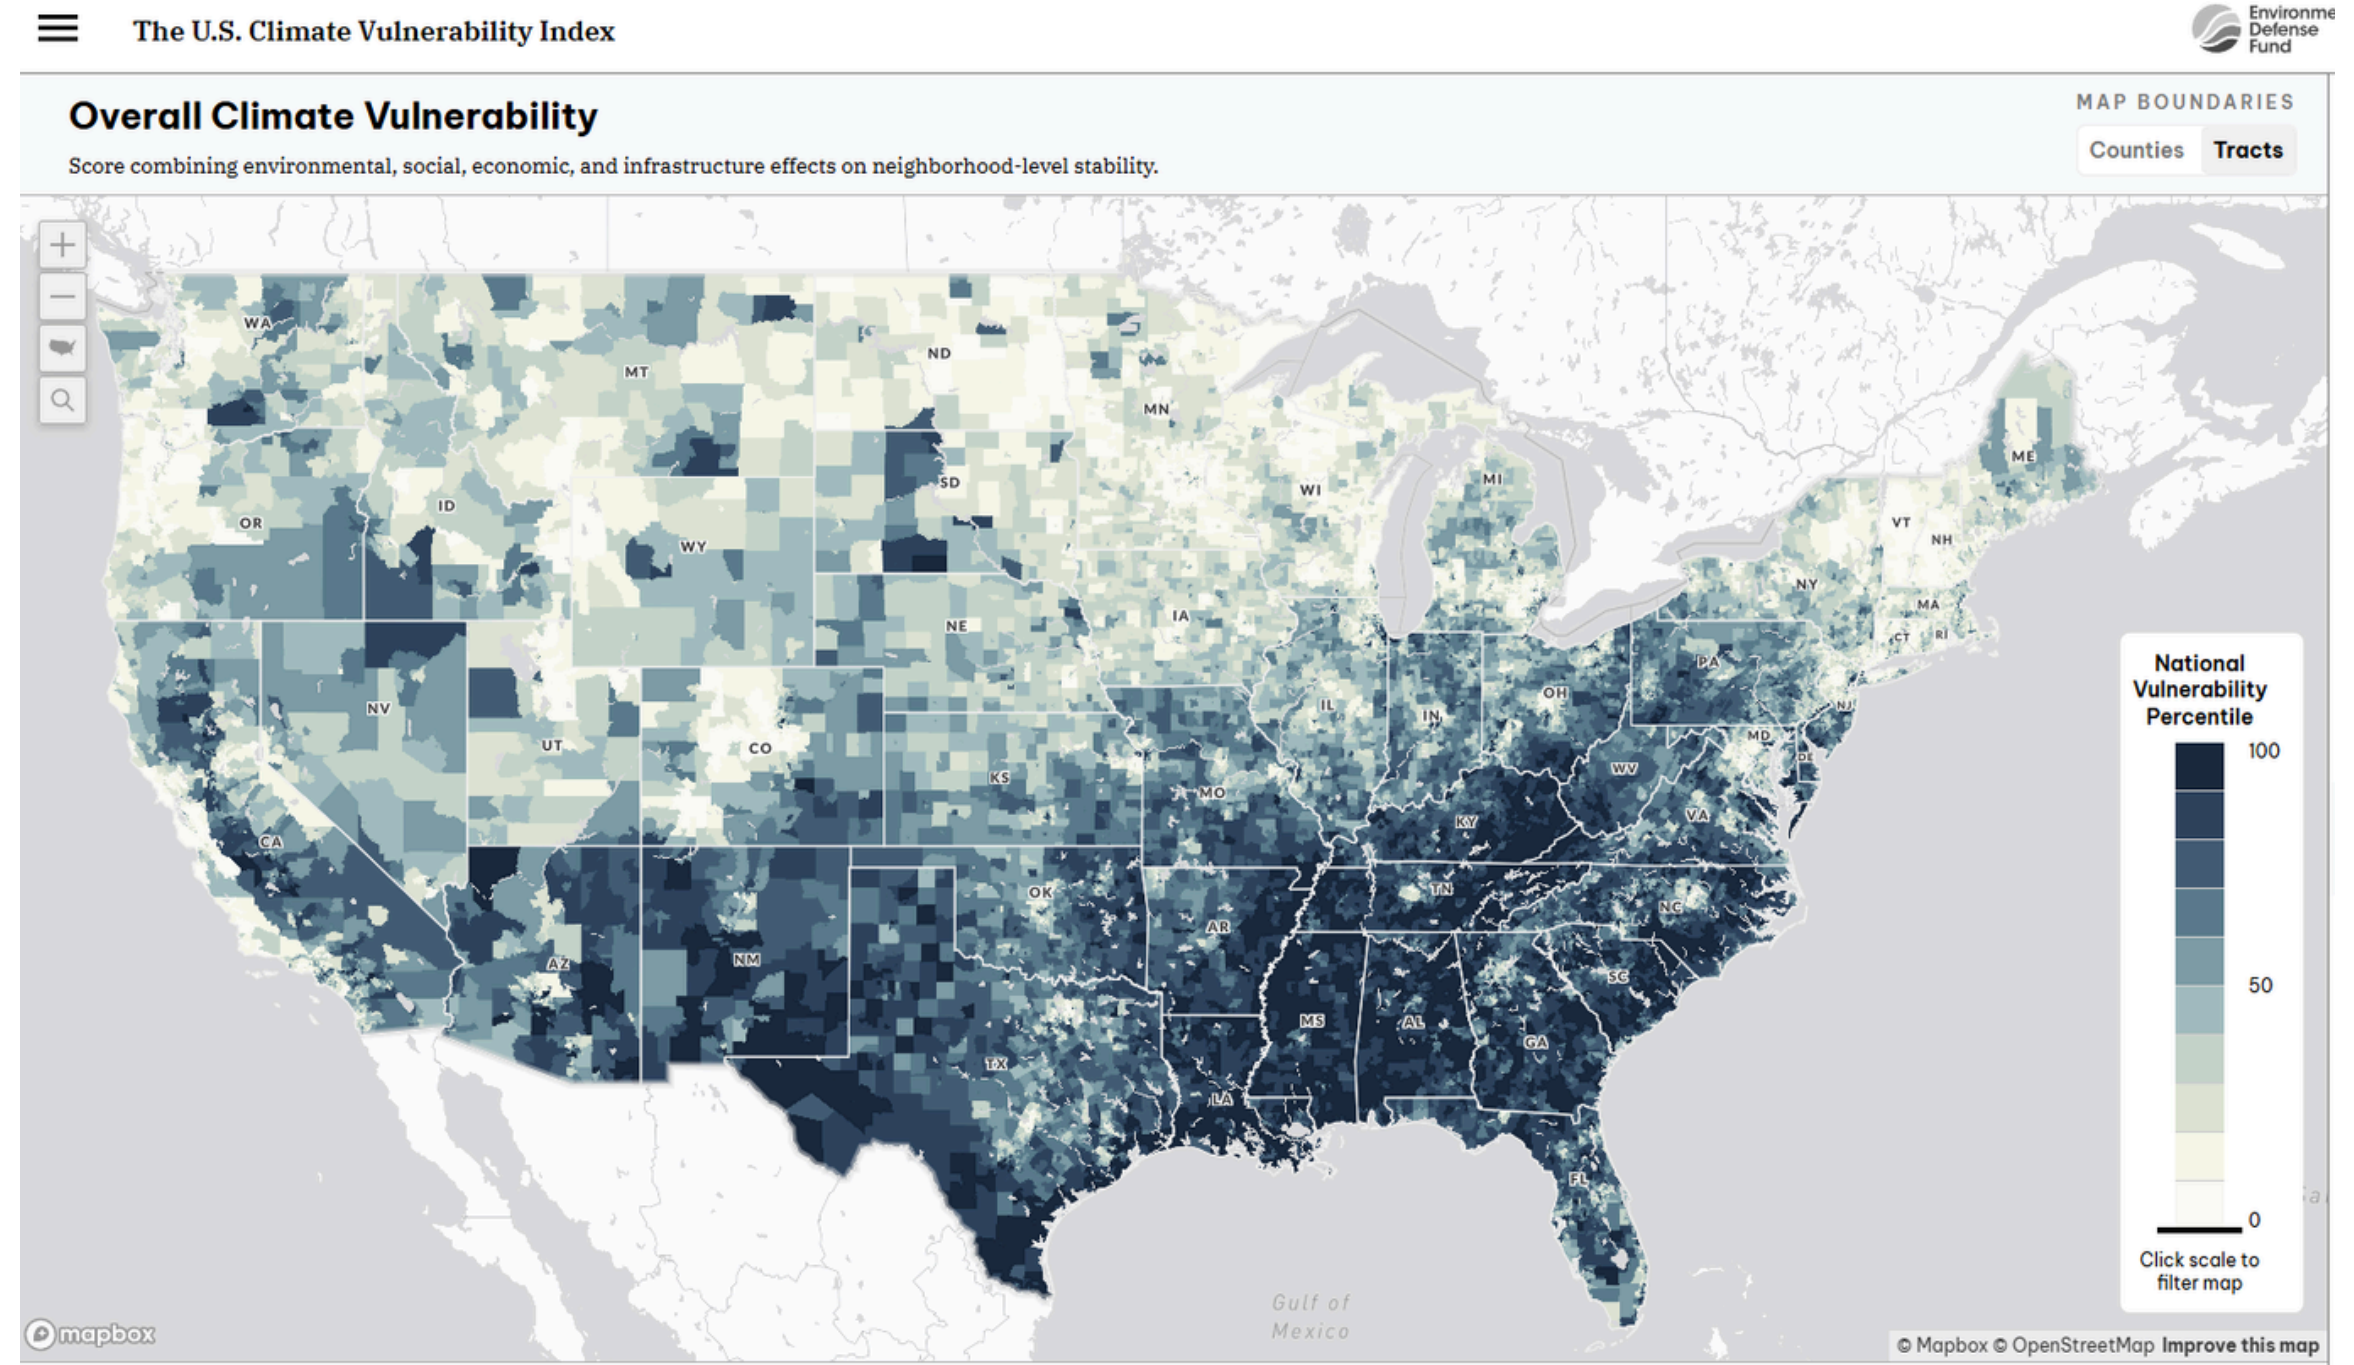 The U.S. Climate Vulnerability Index
Environme
Defense
Fund
Overall Climate Vulnerability
Score combining environmental, social, economic, and infrastructure effects on neighborhood-level stability.
MAP BOUNDARIES
Counties Tracts
WA
MT
ND
MN
ME
SD
WI
MI
ID
OR
VT
NH
WY
NY
MA
IA
NE
CT RI
PA
OH
NV
IL
IN
NJ
UT
CO
MD
DE
WV
KS
MO
VA
KY
CA
OK
TN
NC
AR
AZ
NM
SC
MS
AL
GA
TX
LA
FL
Gulf of
Mexico
National
Vulnerability
Percentile
100
50
0
Click scale to
filter map
Sa
mapbox
© Mapbox © OpenStreetMap Improve this map